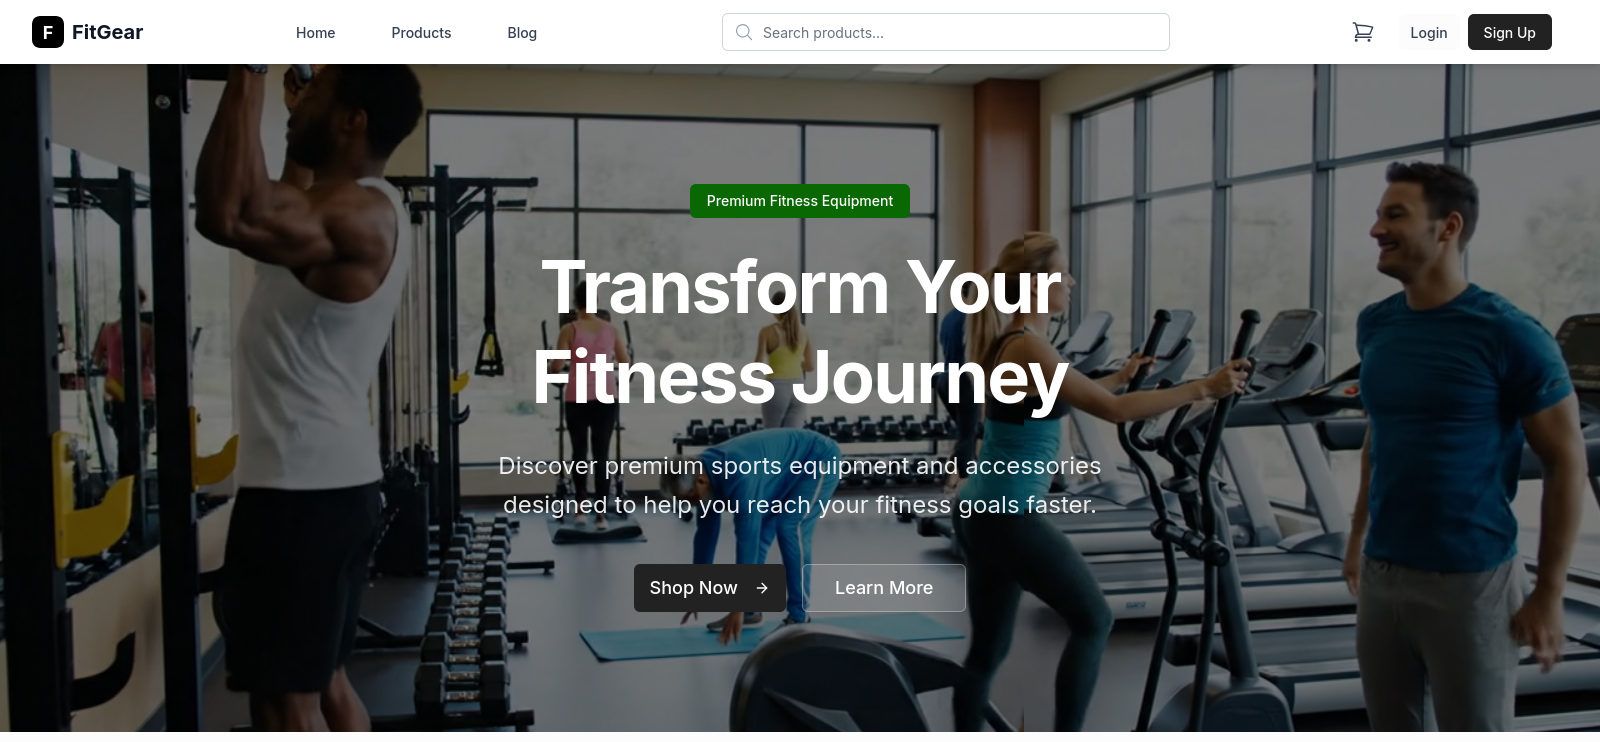 F FitGear
Home
Products
Blog
Search products...
Login
Sign Up
Premium Fitness Equipment
Transform Your
Fitness Journey
Discover premium sports equipment and accessories
designed to help you reach your fitness goals faster.
Shop Now →
Learn More